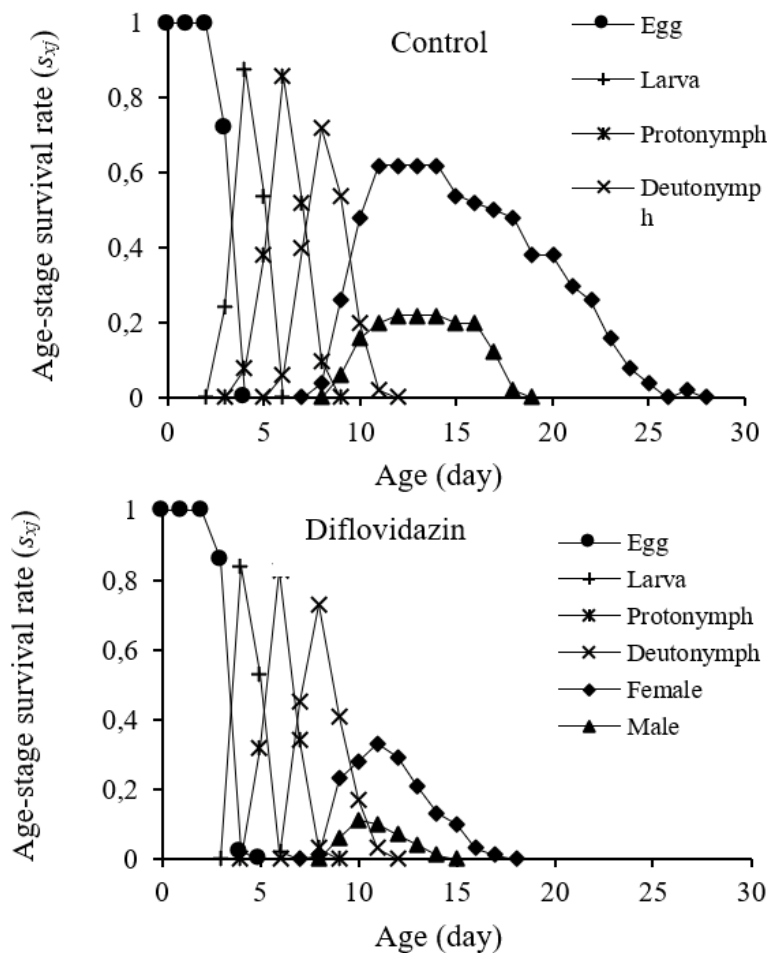 Control
Age-stage survival rate (sxj)
1
0,8
0,6
0,4
0,2
0
0 5 10 15 20 25 30
Age (day)
Egg
Larva
Protonymph
Deutonymp
h
Diflovidazin
Age-stage survival rate (sxj)
1
0,8
0,6
0,4
0,2
0
0 5 10 15 20 25 30
Age (day)
Egg
Larva
Protonymph
Deutonymph
Female
Male